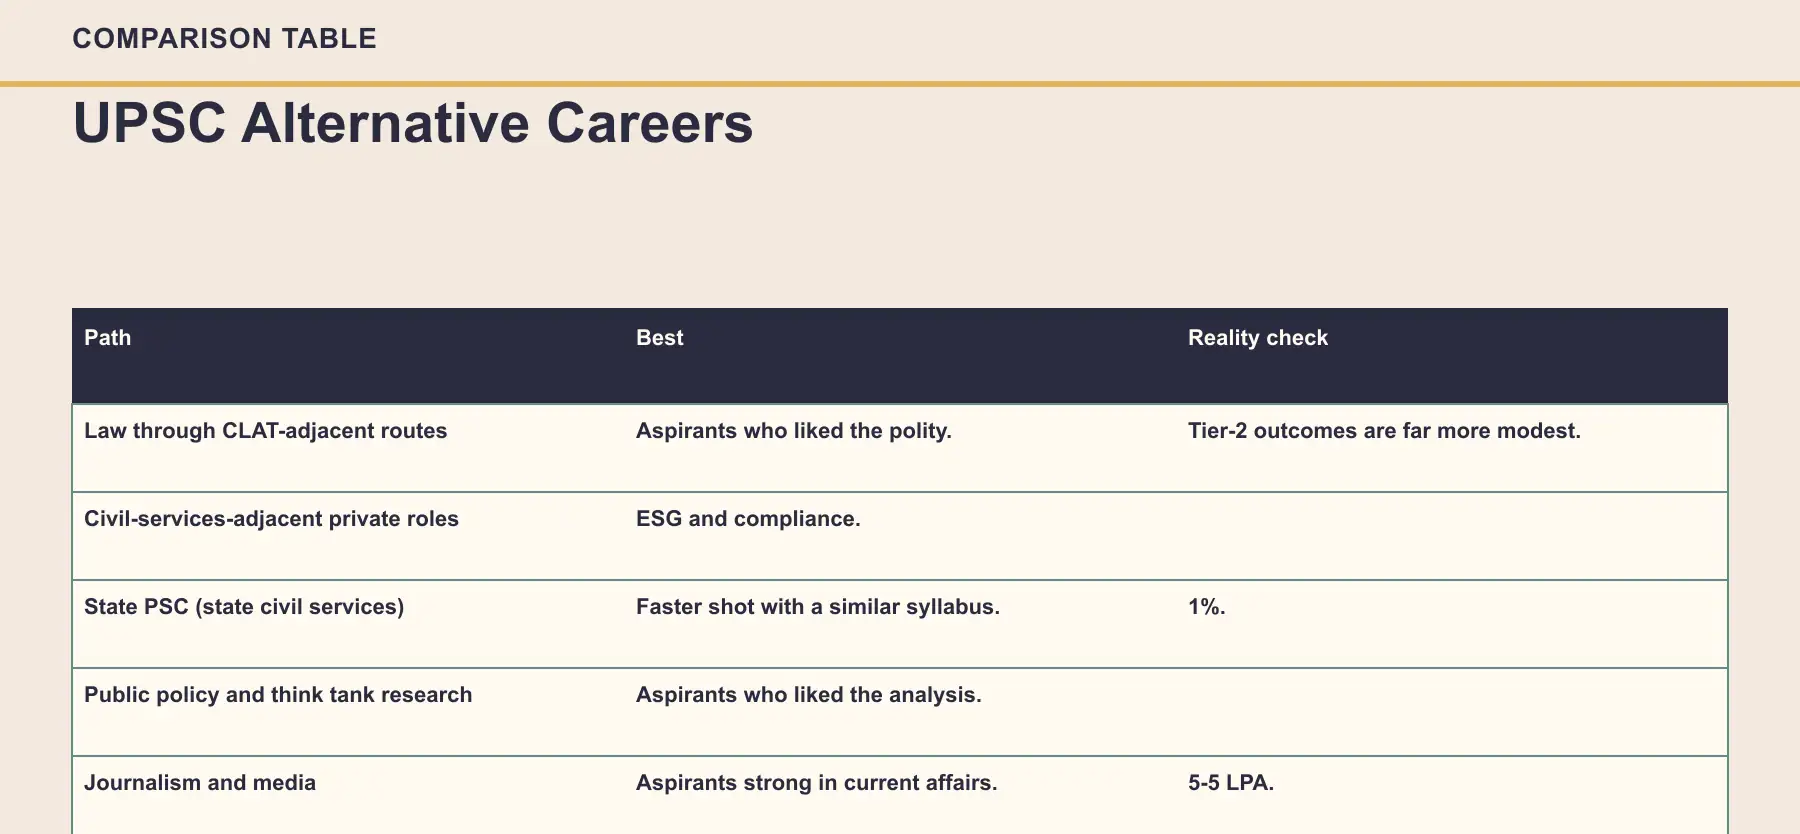 COMPARISON TABLE
UPSC Alternative Careers
Path Best Reality check
Law through CLAT-adjacent routes Aspirants who liked the polity. Tier-2 outcomes are far more modest.
Civil-services-adjacent private roles ESG and compliance.
State PSC (state civil services) Faster shot with a similar syllabus. 1%.
Public policy and think tank research Aspirants who liked the analysis.
Journalism and media Aspirants strong in current affairs. 5-5 LPA.